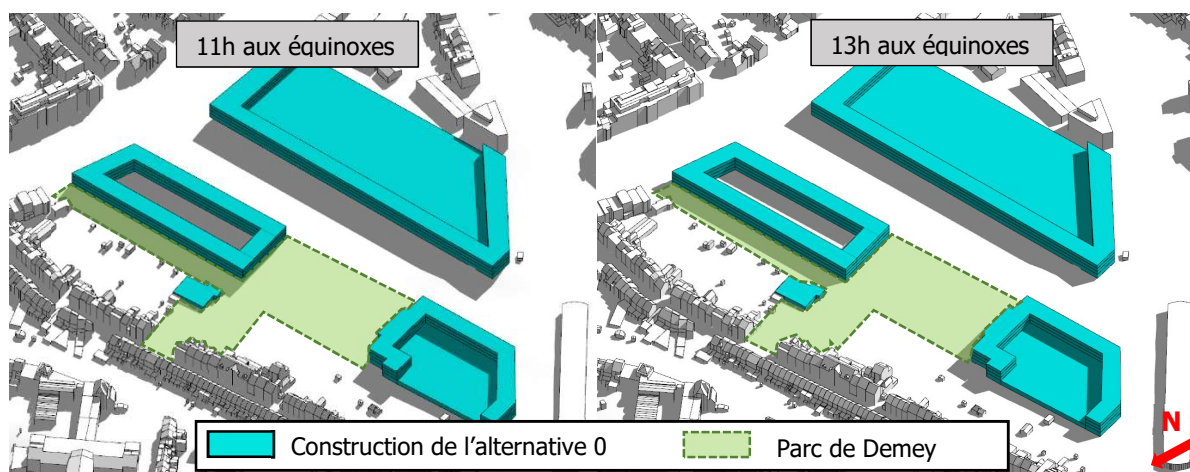 11h aux équinoxes
13h aux équinoxes
Construction de l’alternative 0
Parc de Demey
N